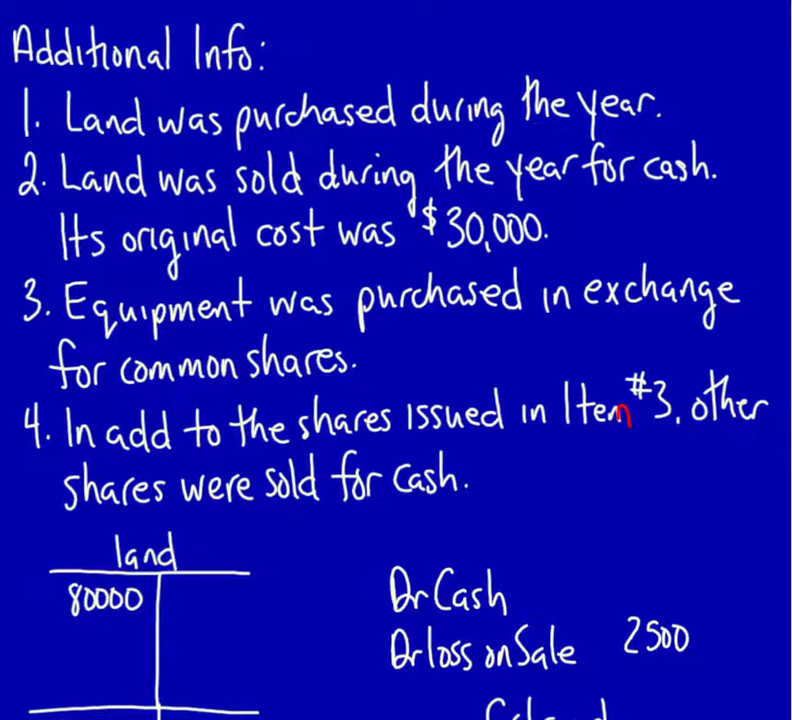 Additional Info:
1. Land was purchased during the year.
2. Land was sold during the year for cash.
Its original cost was $30,000.
3. Equipment was purchased in exchange
for common shares.
4. In add to the shares issued in Item #3, other
shares were sold for cash.
land
80000
Dr Cash
Dr loss on Sale 2500